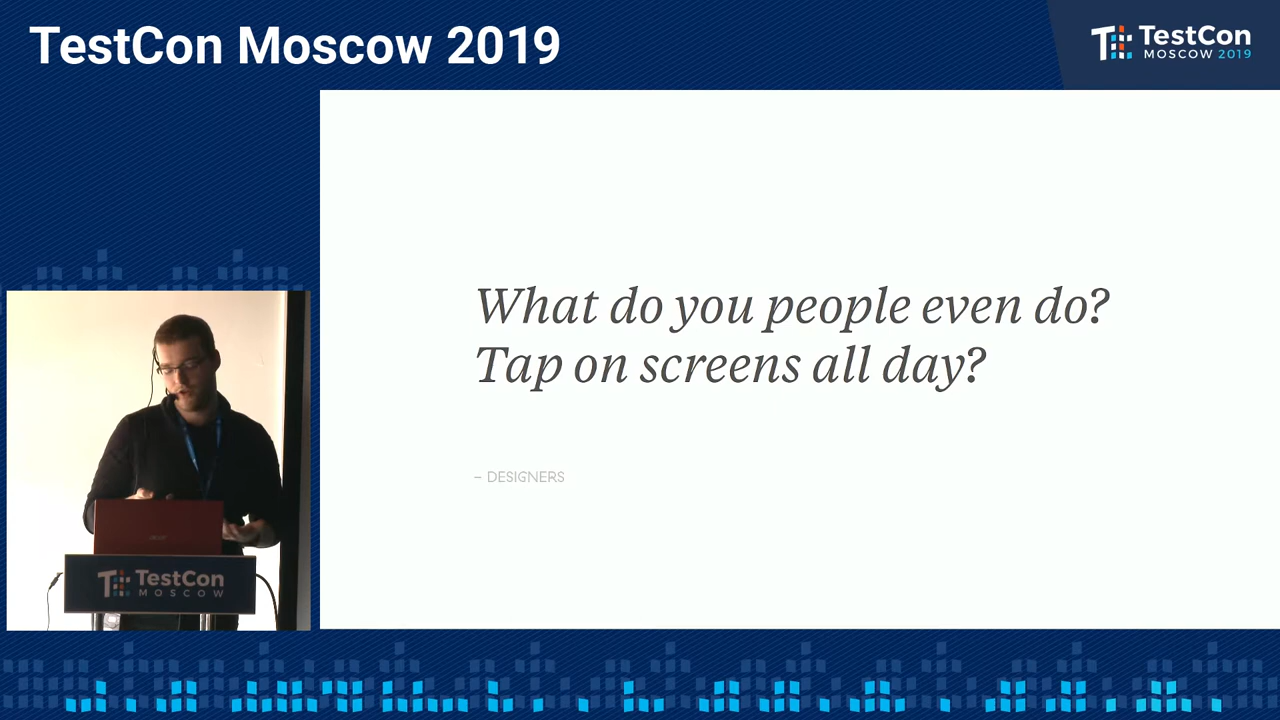 TestCon Moscow 2019
TestCon
MOSCOW 2019
What do you people even do?
Tap on screens all day?
– DESIGNERS
acer
TestCon
MOSCOW